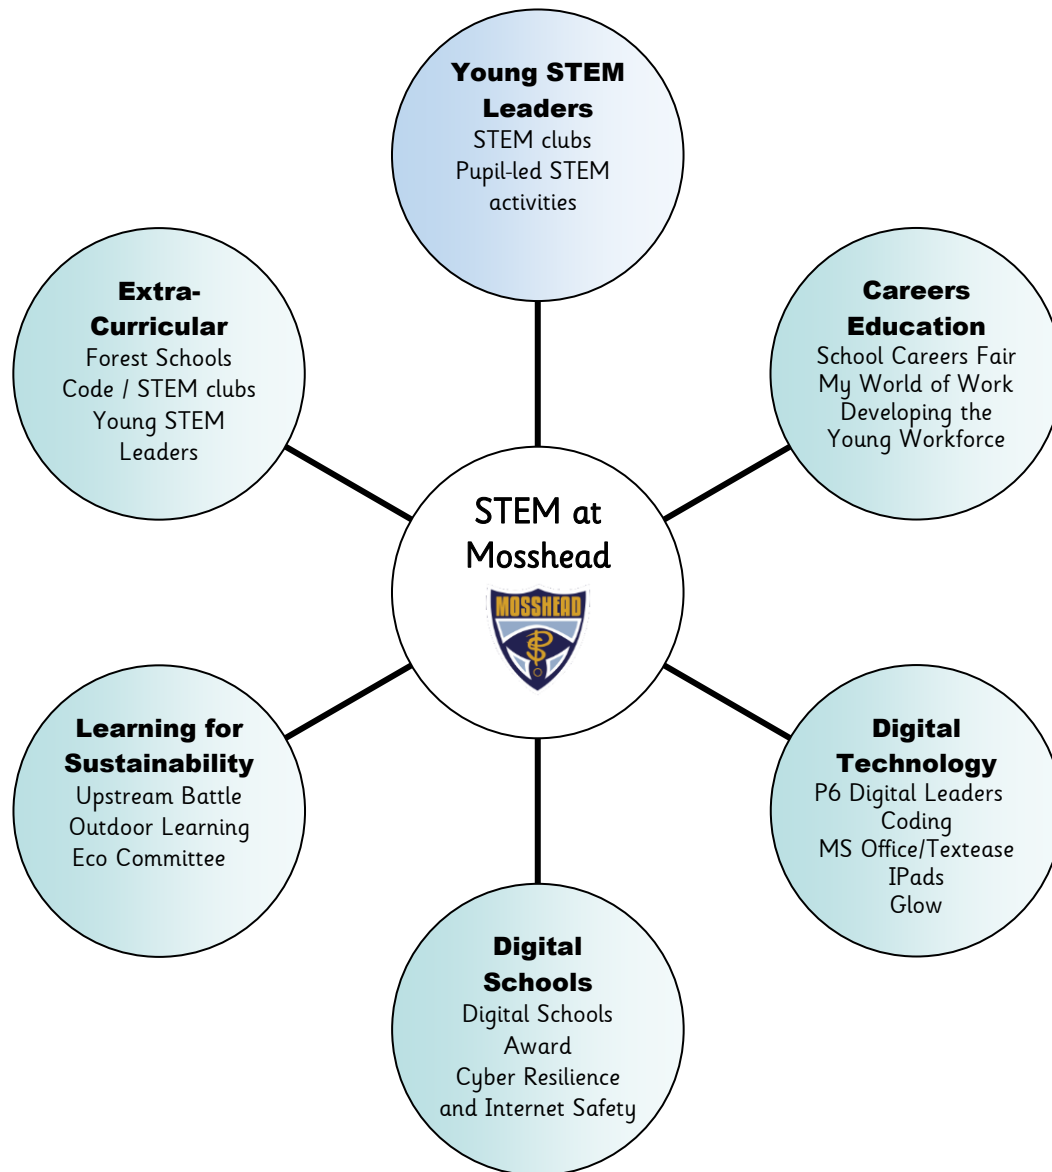 Young STEM
Leaders
STEM clubs
Pupil-led STEM
activities
Extra-
Curricular
Forest Schools
Code / STEM clubs
Young STEM
Leaders
Careers
Education
School Careers Fair
My World of Work
Developing the
Young Workforce
STEM at
Mosshead
MOSSHEAD
Learning for
Sustainability
Upstream Battle
Outdoor Learning
Eco Committee
Digital
Technology
P6 Digital Leaders
Coding
MS Office/Textease
IPads
Glow
Digital
Schools
Digital Schools
Award
Cyber Resilience
and Internet Safety